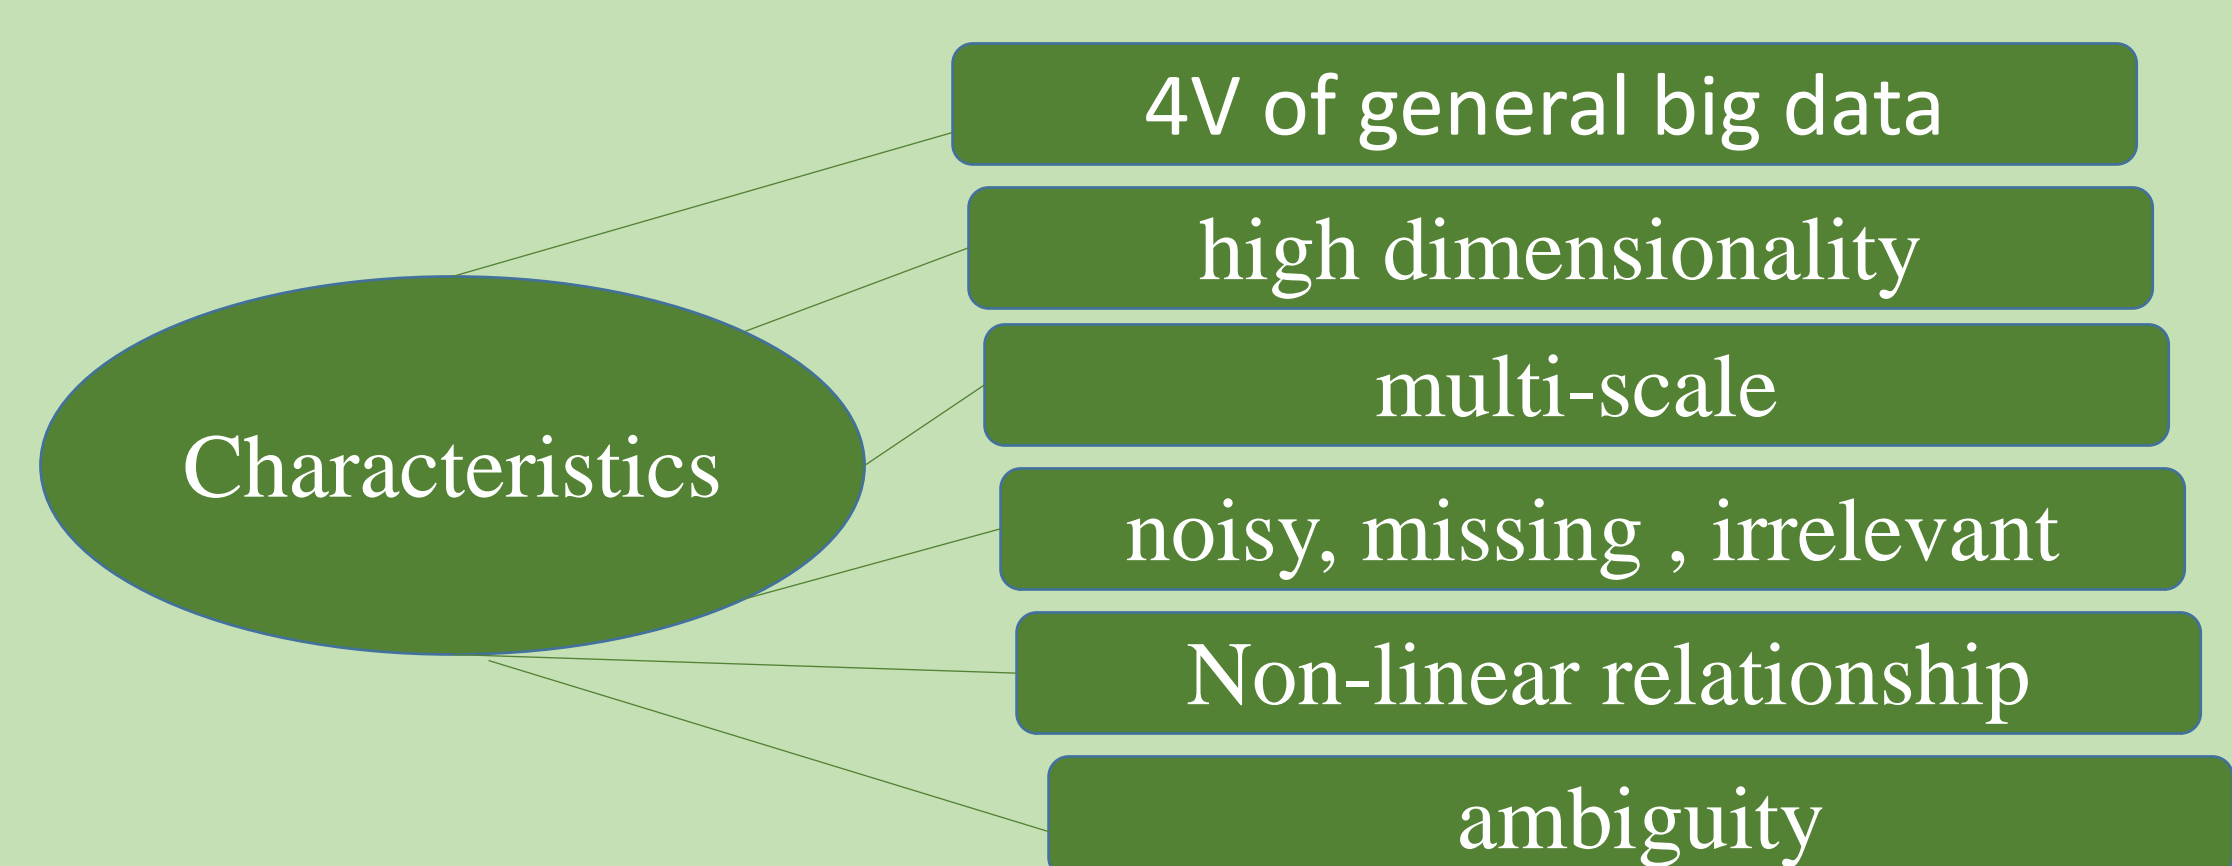 4V of general big data
high dimensionality
multi-scale
Characteristics
noisy, missing , irrelevant
Non-linear relationship
ambiguity